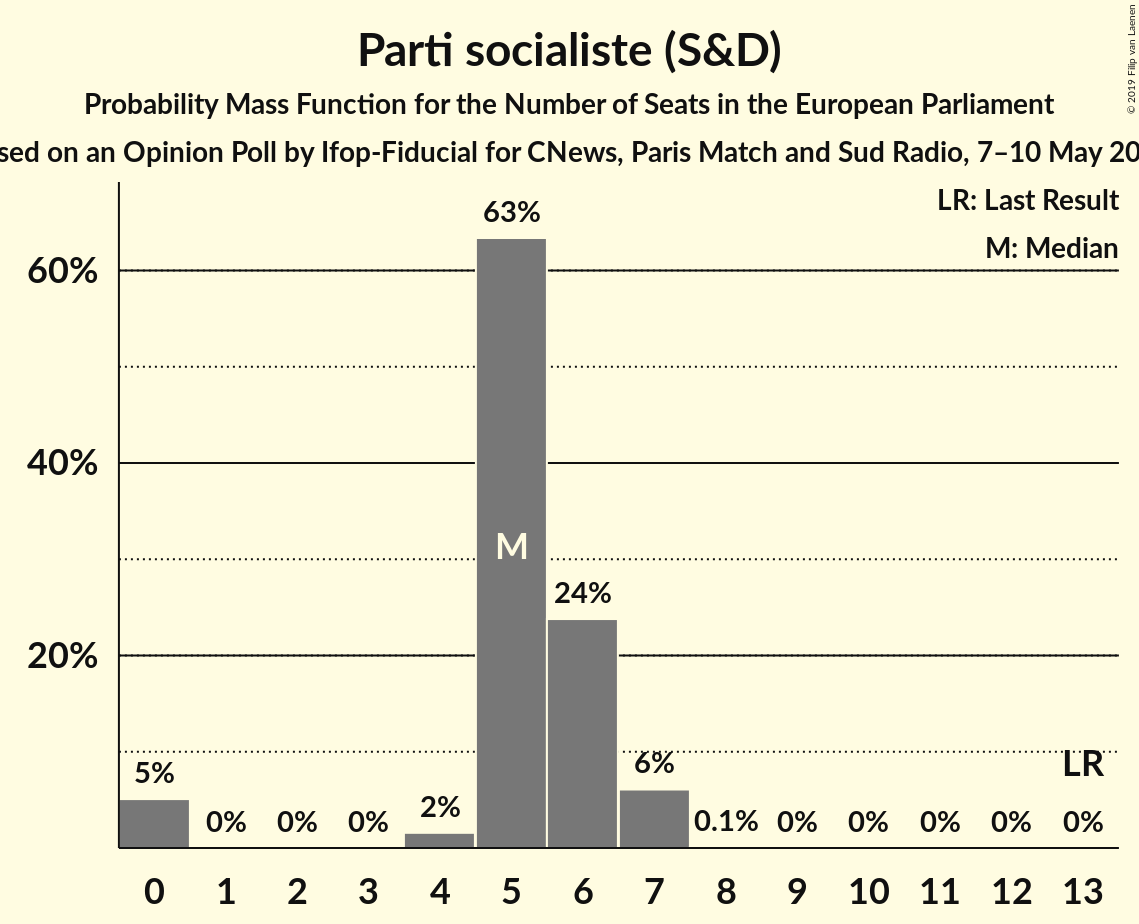 Parti socialiste (S&D)
Probability Mass Function for the Number of Seats in the European Parliament
sed on an Opinion Poll by Ifop-Fiducial for CNews, Paris Match and Sud Radio, 7–10 May 20
© 2019 Filip van Laenen
LR: Last Result
M: Median
63%
60%
40%
M
24%
20%
LR
5%
6%
2%
0%
0%
0%
0.1%
0%
0%
0%
0%
0%
0 1 2 3 4 5 6 7 8 9 10 11 12 13